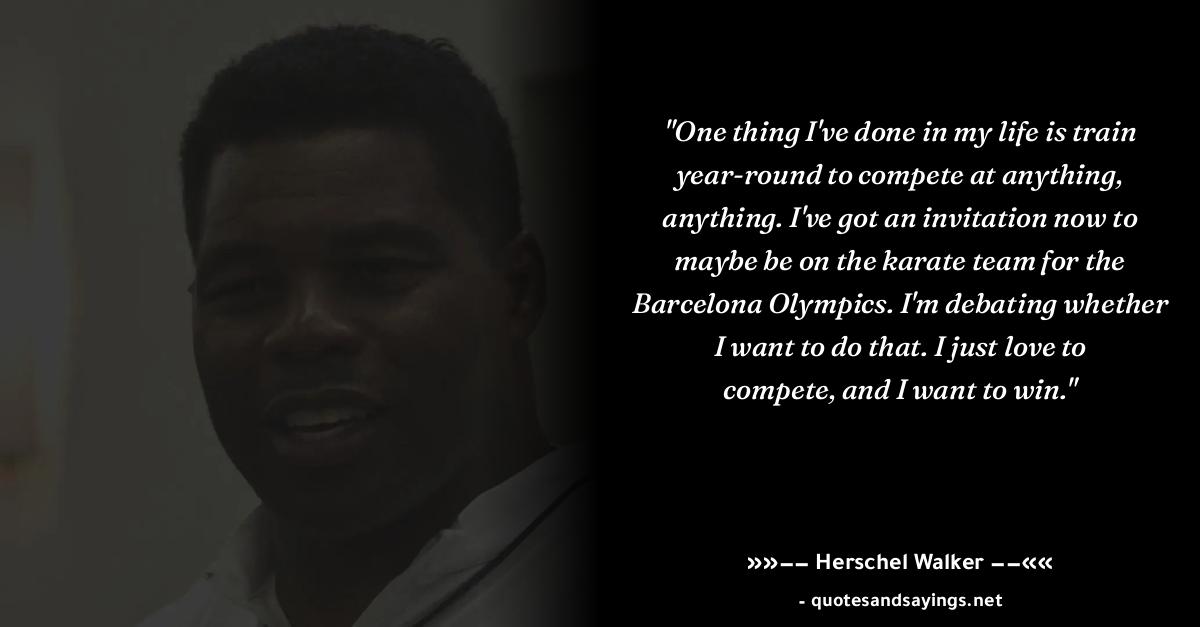 "One thing I've done in my life is train
year-round to compete at anything,
anything. I've got an invitation now to
maybe be on the karate team for the
Barcelona Olympics. I'm debating whether
I want to do that. I just love to
compete, and I want to win."
»»−− Herschel Walker −−««
- quotesandsayings.net